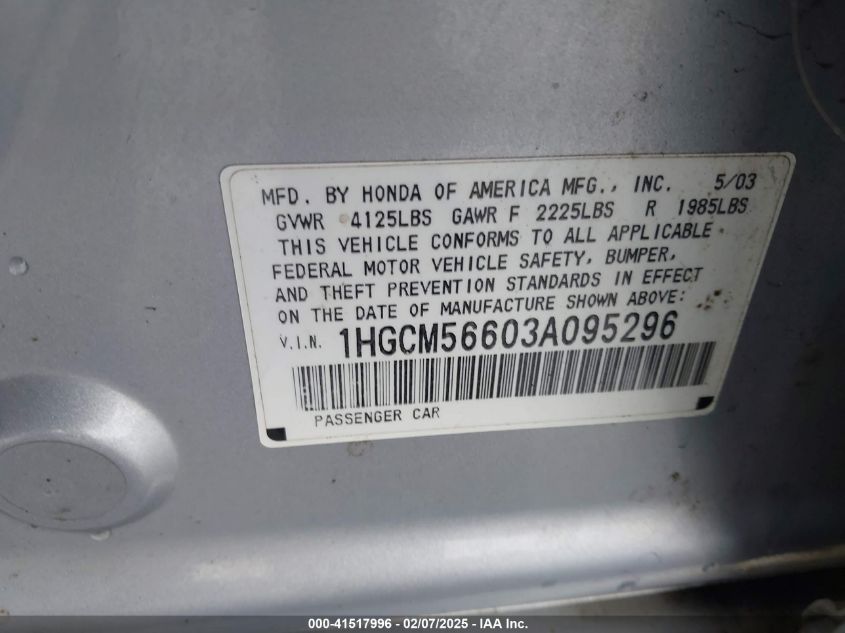 MFD. BY HONDA OF AMERICA MFG., INC. 5/03
GVWR 4125LBS GAWR F 2225LBS R 1985LBS
THIS VEHICLE CONFORMS TO ALL APPLICABLE
FEDERAL MOTOR VEHICLE SAFETY, BUMPER,
AND THEFT PREVENTION STANDARDS IN EFFECT
ON THE DATE OF MANUFACTURE SHOWN ABOVE:
V.I.N. 1HGCM56603A095296
PASSENGER CAR
000-41517996 - 02/07/2025 - IAA Inc.